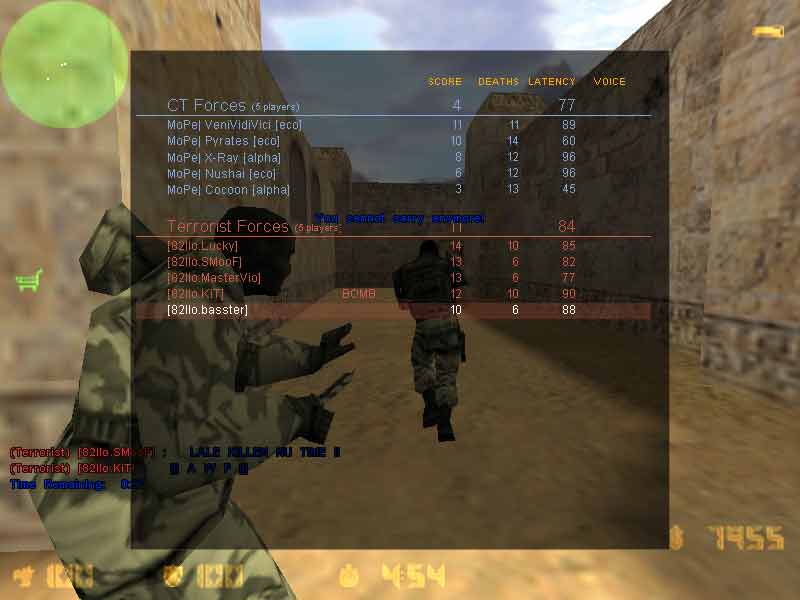 SCORE DEATHS LATENCY VOICE
CT Forces (5 players) 4 77
MoPe| VeniVidiVici [eco] 11 11 89
MoPe| Pyrates [eco] 10 14 60
MoPe| X-Ray [alpha] 8 12 96
MoPe| Nushai [eco] 6 12 96
MoPe| Cocoon [alpha] 3 13 45
You cannot carry anymore!
Terrorist Forces (5 players) 11 84
[82llo.Lucky] 14 10 85
[82llo.SMooF] 13 6 82
[82llo.MasterVio] 13 6 77
[82llo.KiT] BOMB 12 10 90
[82llo.basster] 10 6 88
(Terrorist) [82llo.SMooF] : LALE KILLEN NU TIME
(Terrorist) [82llo.KiT A W P
Time Remaining:
7955
100 100 4:54